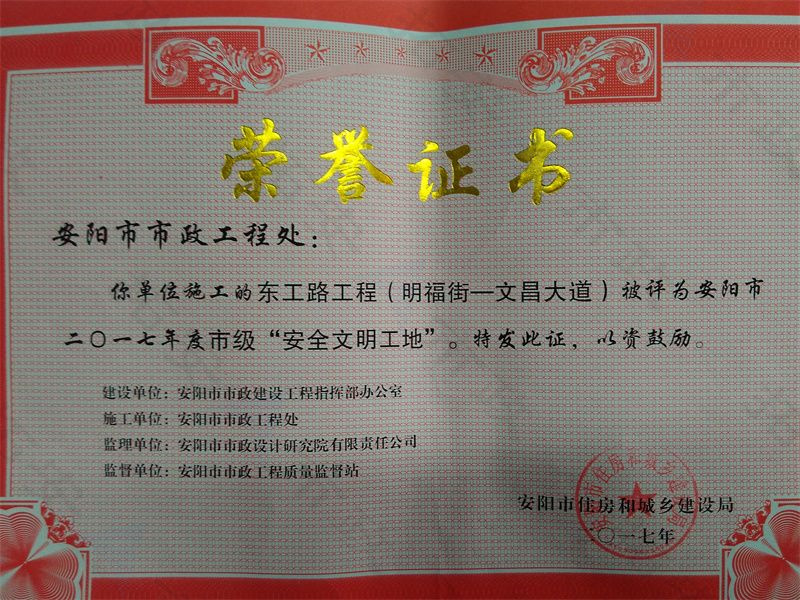 荣誉证书
安阳市市政工程处：
你单位施工的东工路工程（明福街—文昌大道）被评为安阳市
二〇一七年度市级“安全文明工地”。特发此证，以资鼓励。
建设单位：安阳市市政建设工程指挥部办公室
施工单位：安阳市市政工程处
监理单位：安阳市市政设计研究院有限责任公司
监督单位：安阳市市政工程质量监督站
安阳市住房和城乡建设局
〇一七年